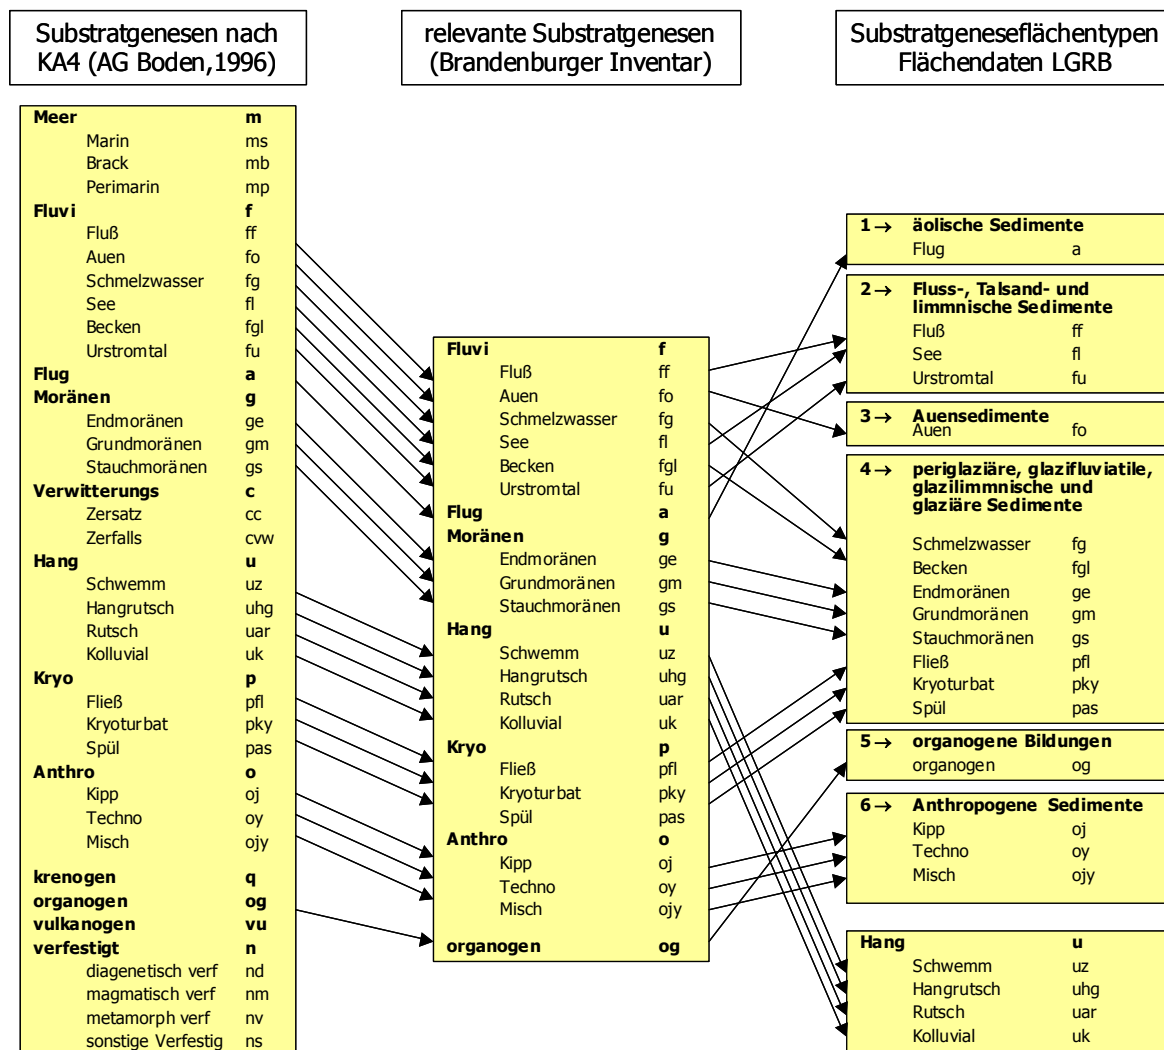 Substratgenesen nach
KA4 (AG Boden,1996)
Meer m
Marin ms
Brack mb
Perimarin mp
Fluvi f
Fluß ff
Auen fo
Schmelzwasser fg
See fl
Becken fgl
Urstromtal fu
Flug a
Moränen g
Endmoränen ge
Grundmoränen gm
Stauchmoränen gs
Verwitterungs c
Zersatz cc
Zerfalls cvw
Hang u
Schwemm uz
Hangrutsch uhg
Rutsch uar
Kolluvial uk
Kryo p
Fließ pfl
Kryoturbat pky
Spül pas
Anthro o
Kipp oj
Techno oy
Misch ojy
krenogen q
organogen og
vulkanogen vu
verfestigt n
diagenetisch verf nd
magmatisch verf nm
metamorph verf nv
sonstige Verfestig ns
relevante Substratgenesen
(Brandenburger Inventar)
Fluvi f
Fluß ff
Auen fo
Schmelzwasser fg
See fl
Becken fgl
Urstromtal fu
Flug a
Moränen g
Endmoränen ge
Grundmoränen gm
Stauchmoränen gs
Hang u
Schwemm uz
Hangrutsch uhg
Rutsch uar
Kolluvial uk
Kryo p
Fließ pfl
Kryoturbat pky
Spül pas
Anthro o
Kipp oj
Techno oy
Misch ojy
organogen og
Substratgeneseflächentypen
Flächendaten LGRB
1→ äolische Sedimente
Flug a
2→ Fluss-, Talsand- und
limmnische Sedimente
Fluß ff
See fl
Urstromtal fu
3→ Auensedimente
Auen fo
4→ periglaziäre, glazifluviatile,
glazilimmnische und
glaziäre Sedimente
Schmelzwasser fg
Becken fgl
Endmoränen ge
Grundmoränen gm
Stauchmoränen gs
Fließ pfl
Kryoturbat pky
Spül pas
5→ organogene Bildungen
organogen og
6→ Anthropogene Sedimente
Kipp oj
Techno oy
Misch ojy
Hang u
Schwemm uz
Hangrutsch uhg
Rutsch uar
Kolluvial uk